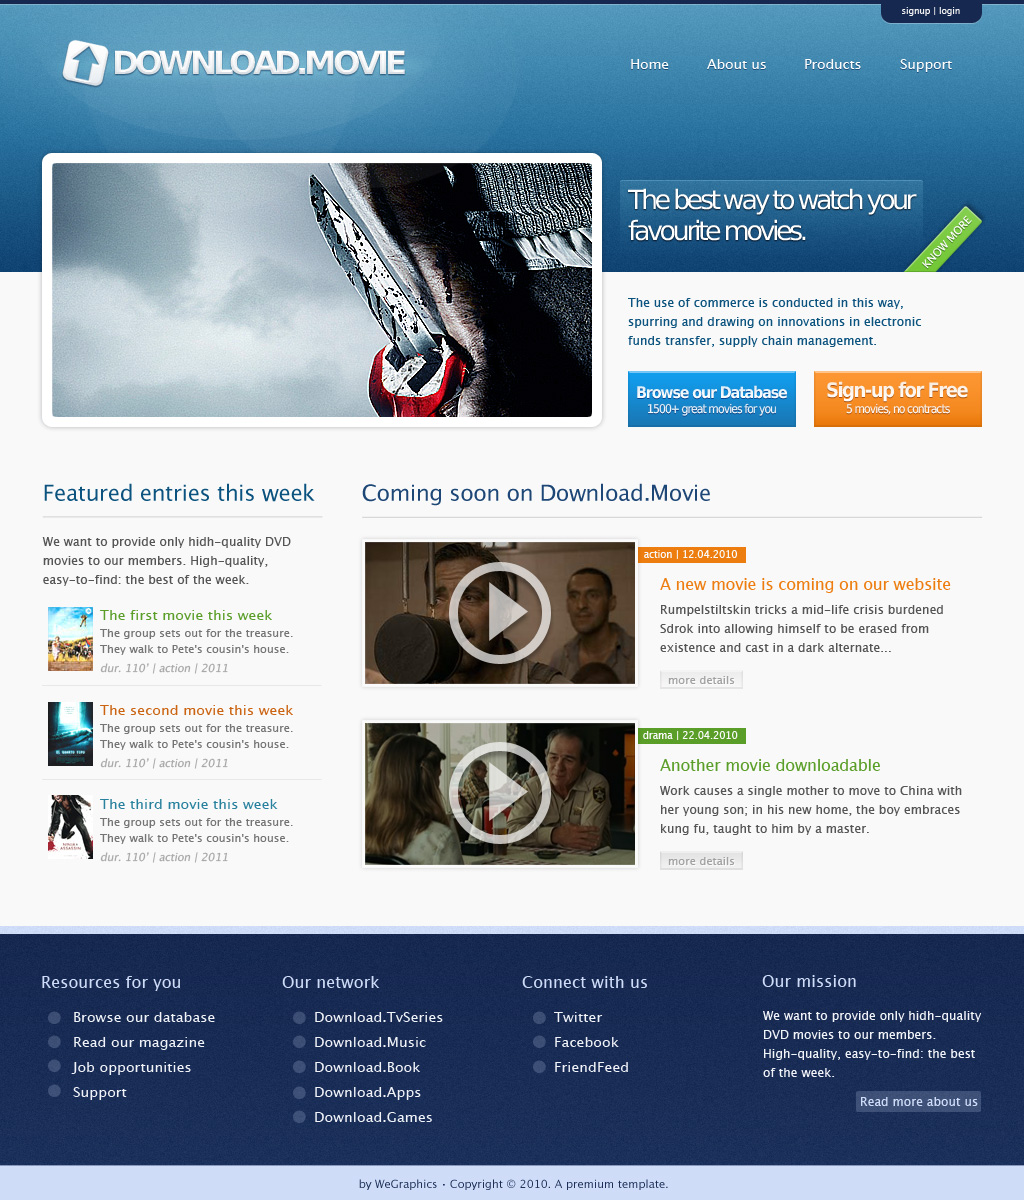 signup | login
DOWNLOAD.MOVIE
Home About us Products Support
The best way to watch your
favourite movies.
KNOW MORE
The use of commerce is conducted in this way,
spurring and drawing on innovations in electronic
funds transfer, supply chain management.
Browse our Database
1500+ great movies for you
Sign-up for Free
5 movies, no contracts
Featured entries this week
We want to provide only hidh-quality DVD
movies to our members. High-quality,
easy-to-find: the best of the week.
The first movie this week
The group sets out for the treasure.
They walk to Pete's cousin's house.
dur. 110' | action | 2011
The second movie this week
The group sets out for the treasure.
They walk to Pete's cousin's house.
dur. 110' | action | 2011
The third movie this week
The group sets out for the treasure.
They walk to Pete's cousin's house.
dur. 110' | action | 2011
Coming soon on Download.Movie
action | 12.04.2010
A new movie is coming on our website
Rumpelstiltskin tricks a mid-life crisis burdened
Sdrok into allowing himself to be erased from
existence and cast in a dark alternate...
more details
drama | 22.04.2010
Another movie downloadable
Work causes a single mother to move to China with
her young son; in his new home, the boy embraces
kung fu, taught to him by a master.
more details
Resources for you
Browse our database
Read our magazine
Job opportunities
Support
Our network
Download.TvSeries
Download.Music
Download.Book
Download.Apps
Download.Games
Connect with us
Twitter
Facebook
FriendFeed
Our mission
We want to provide only hidh-quality
DVD movies to our members.
High-quality, easy-to-find: the best
of the week.
Read more about us
by WeGraphics · Copyright © 2010. A premium template.